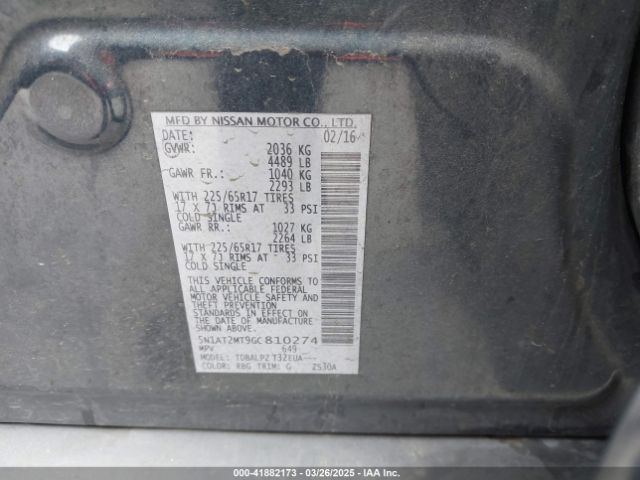 MFD BY NISSAN MOTOR CO., LTD.
DATE: 02/16
GVWR: 2036 KG
4489 LB
GAWR FR.: 1040 KG
2293 LB
WITH 225/65R17 TIRES
17 X 7J RIMS AT 33 PSI
COLD SINGLE
GAWR RR.: 1027 KG
2264 LB
WITH 225/65R17 TIRES
17 X 7J RIMS AT 33 PSI
COLD SINGLE
THIS VEHICLE CONFORMS TO
ALL APPLICABLE FEDERAL
MOTOR VEHICLE SAFETY AND
THEFT PREVENTION
STANDARDS IN EFFECT ON
THE DATE OF MANUFACTURE
SHOWN ABOVE.
5N1AT2MT9GC810274
MPV 649
MODEL: TDBALPZ T32EUA---
COLOR: RBG TRIM: G ZS30A
000-41882173 - 03/26/2025 - IAA Inc.